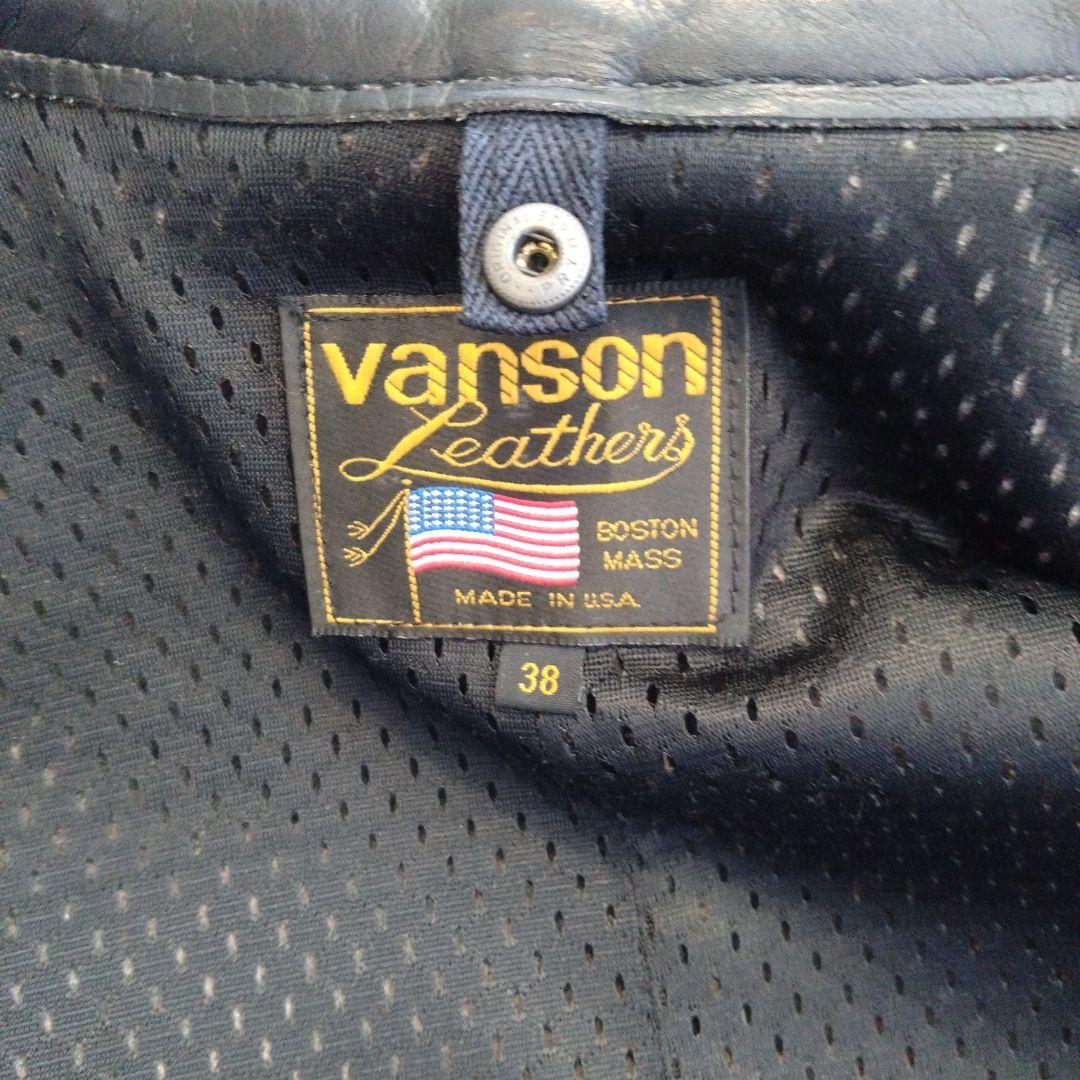 vanson
Leathers
BOSTON
MASS
MADE IN U.S.A.
38